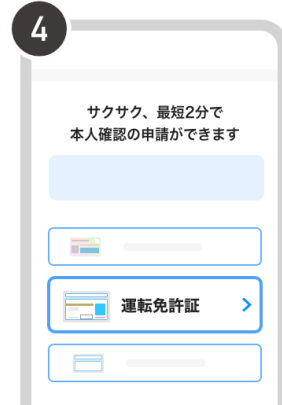 4
サクサク、最短2分で
本人確認の申請ができます
運転免許証